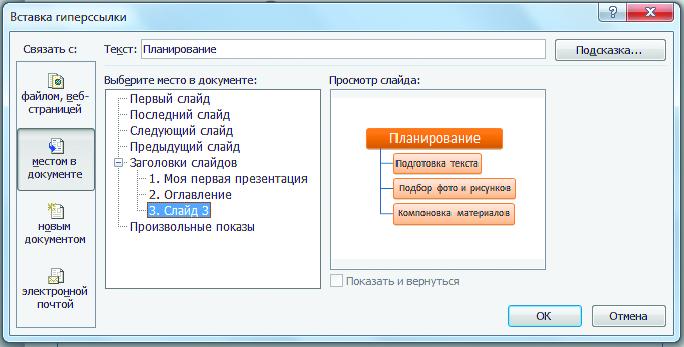 Вставка гиперссылки
Связать с:
Текст: Планирование
Подсказка...
файлом, веб-
страницей
местом в
документе
новым
документом
электронной
почтой
Выберите место в документе:
Первый слайд
Последний слайд
Следующий слайд
Предыдущий слайд
Заголовки слайдов
1. Моя первая презентация
2. Оглавление
3. Слайд 3
Произвольные показы
Просмотр слайда:
Планирование
Подготовка текста
Подбор фото и рисунков
Компоновка материалов
Показать и вернуться
ОК
Отмена